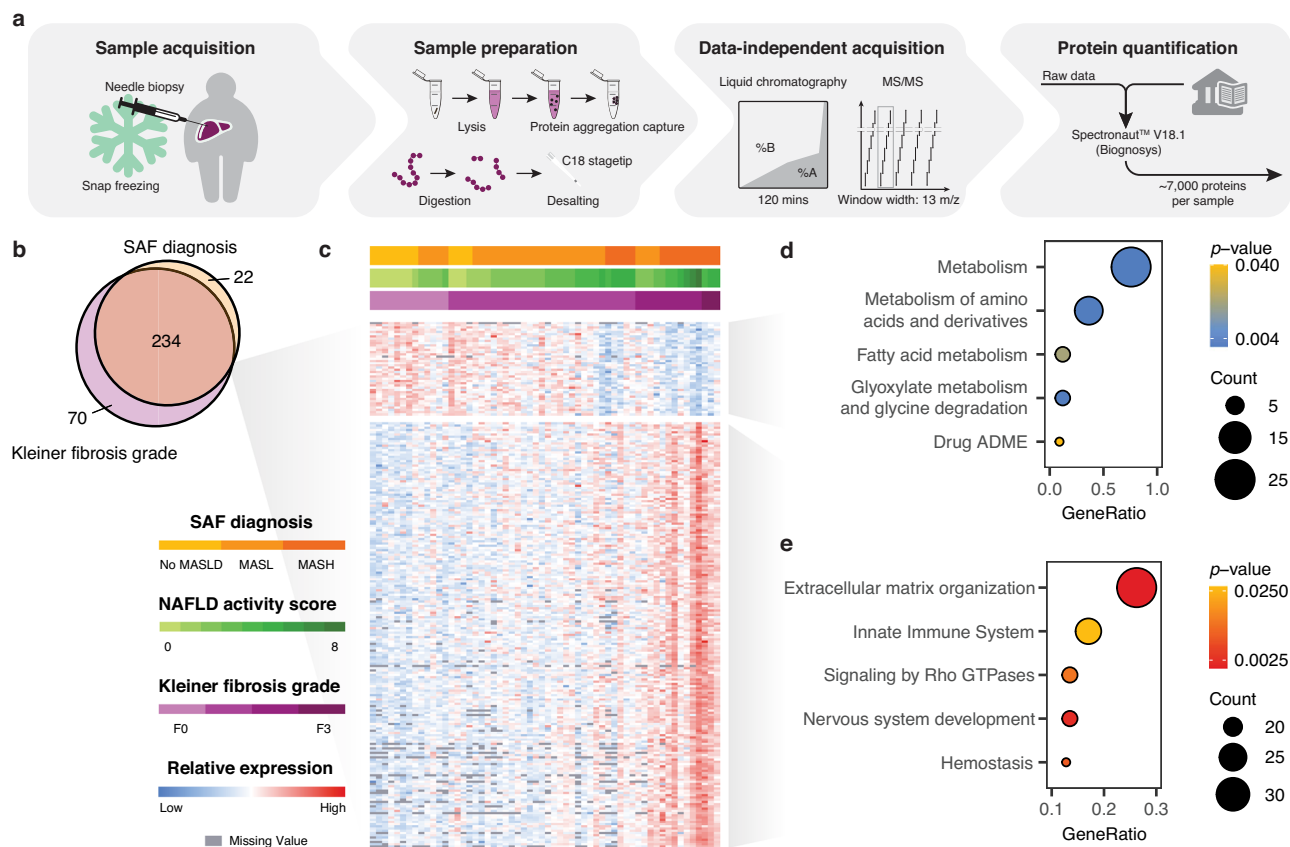 a
Sample acquisition
Needle biopsy
Snap freezing
Sample preparation
Lysis
Protein aggregation capture
C18 stagetip
Digestion
Desalting
Data-independent acquisition
Liquid chromatography
MS/MS
%B
%A
120 mins
Window width: 13 m/z
Protein quantification
Raw data
Spectronaut™ V18.1
(Biognosys)
~7,000 proteins
per sample
b
SAF diagnosis
22
234
70
Kleiner fibrosis grade
SAF diagnosis
No MASLD
MASL
MASH
NAFLD activity score
0
8
Kleiner fibrosis grade
F0
F3
Relative expression
Low
High
Missing Value
c
d
Metabolism
Metabolism of amino
acids and derivatives
Fatty acid metabolism
Glyoxylate metabolism
and glycine degradation
Drug ADME
0.0
0.5
1.0
GeneRatio
p–value
0.040
0.004
Count
5
15
25
e
Extracellular matrix organization
Innate Immune System
Signaling by Rho GTPases
Nervous system development
Hemostasis
0.1
0.2
0.3
GeneRatio
p–value
0.0250
0.0025
Count
20
25
30